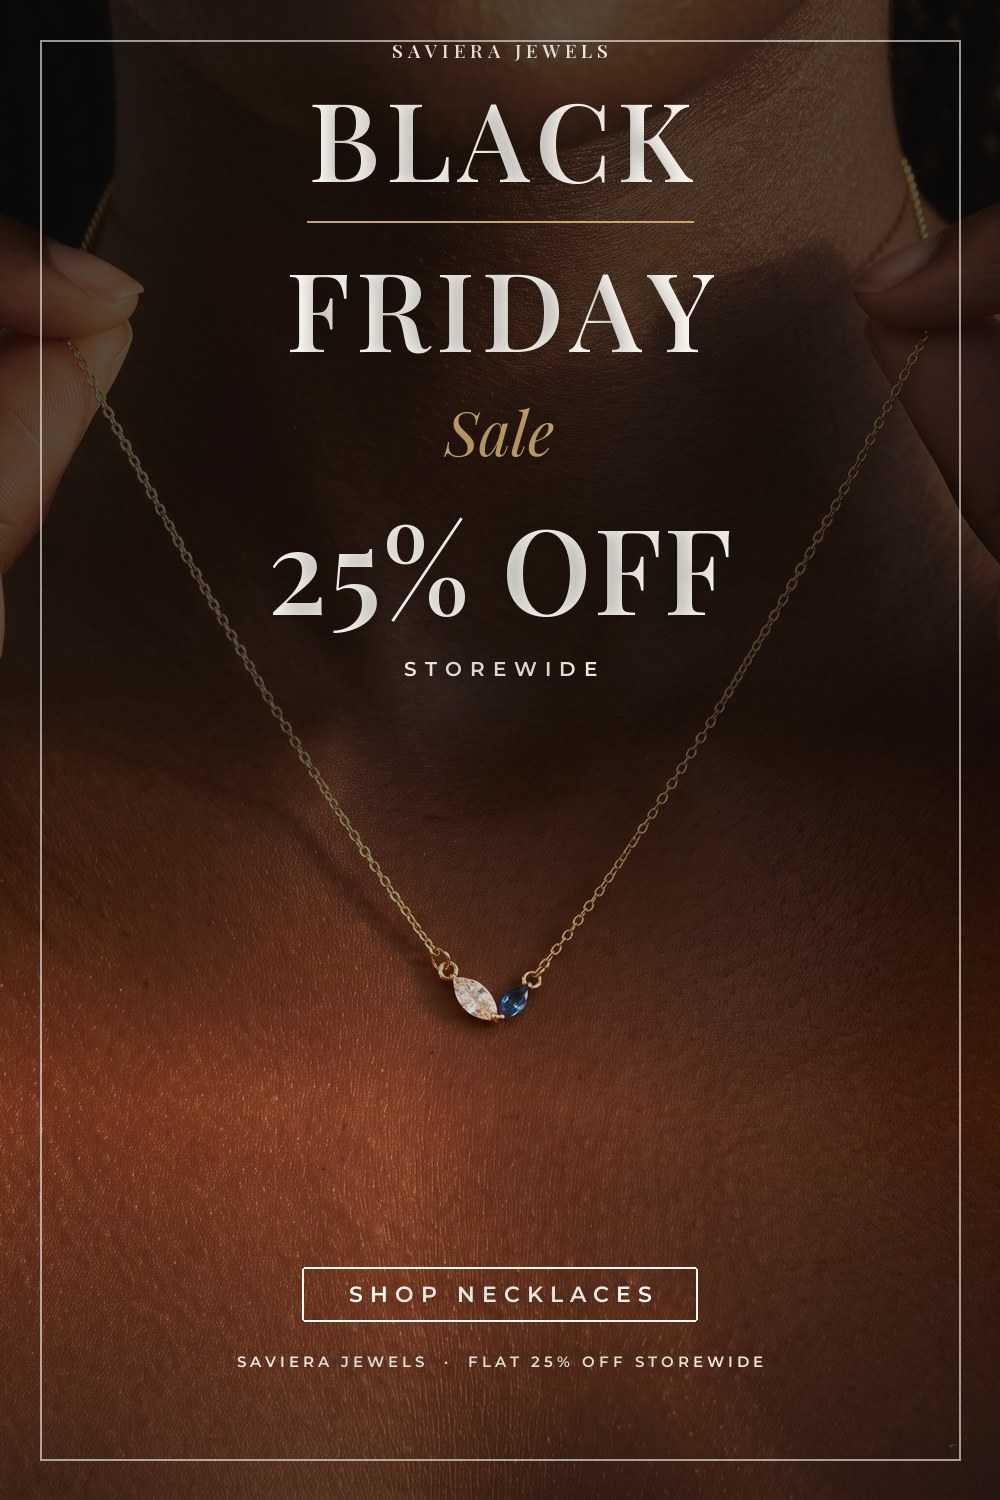 SAVIERA JEWELS
BLACK
FRIDAY
Sale
25% OFF
STOREWIDE
SHOP NECKLACES
SAVIERA JEWELS · FLAT 25% OFF STOREWIDE